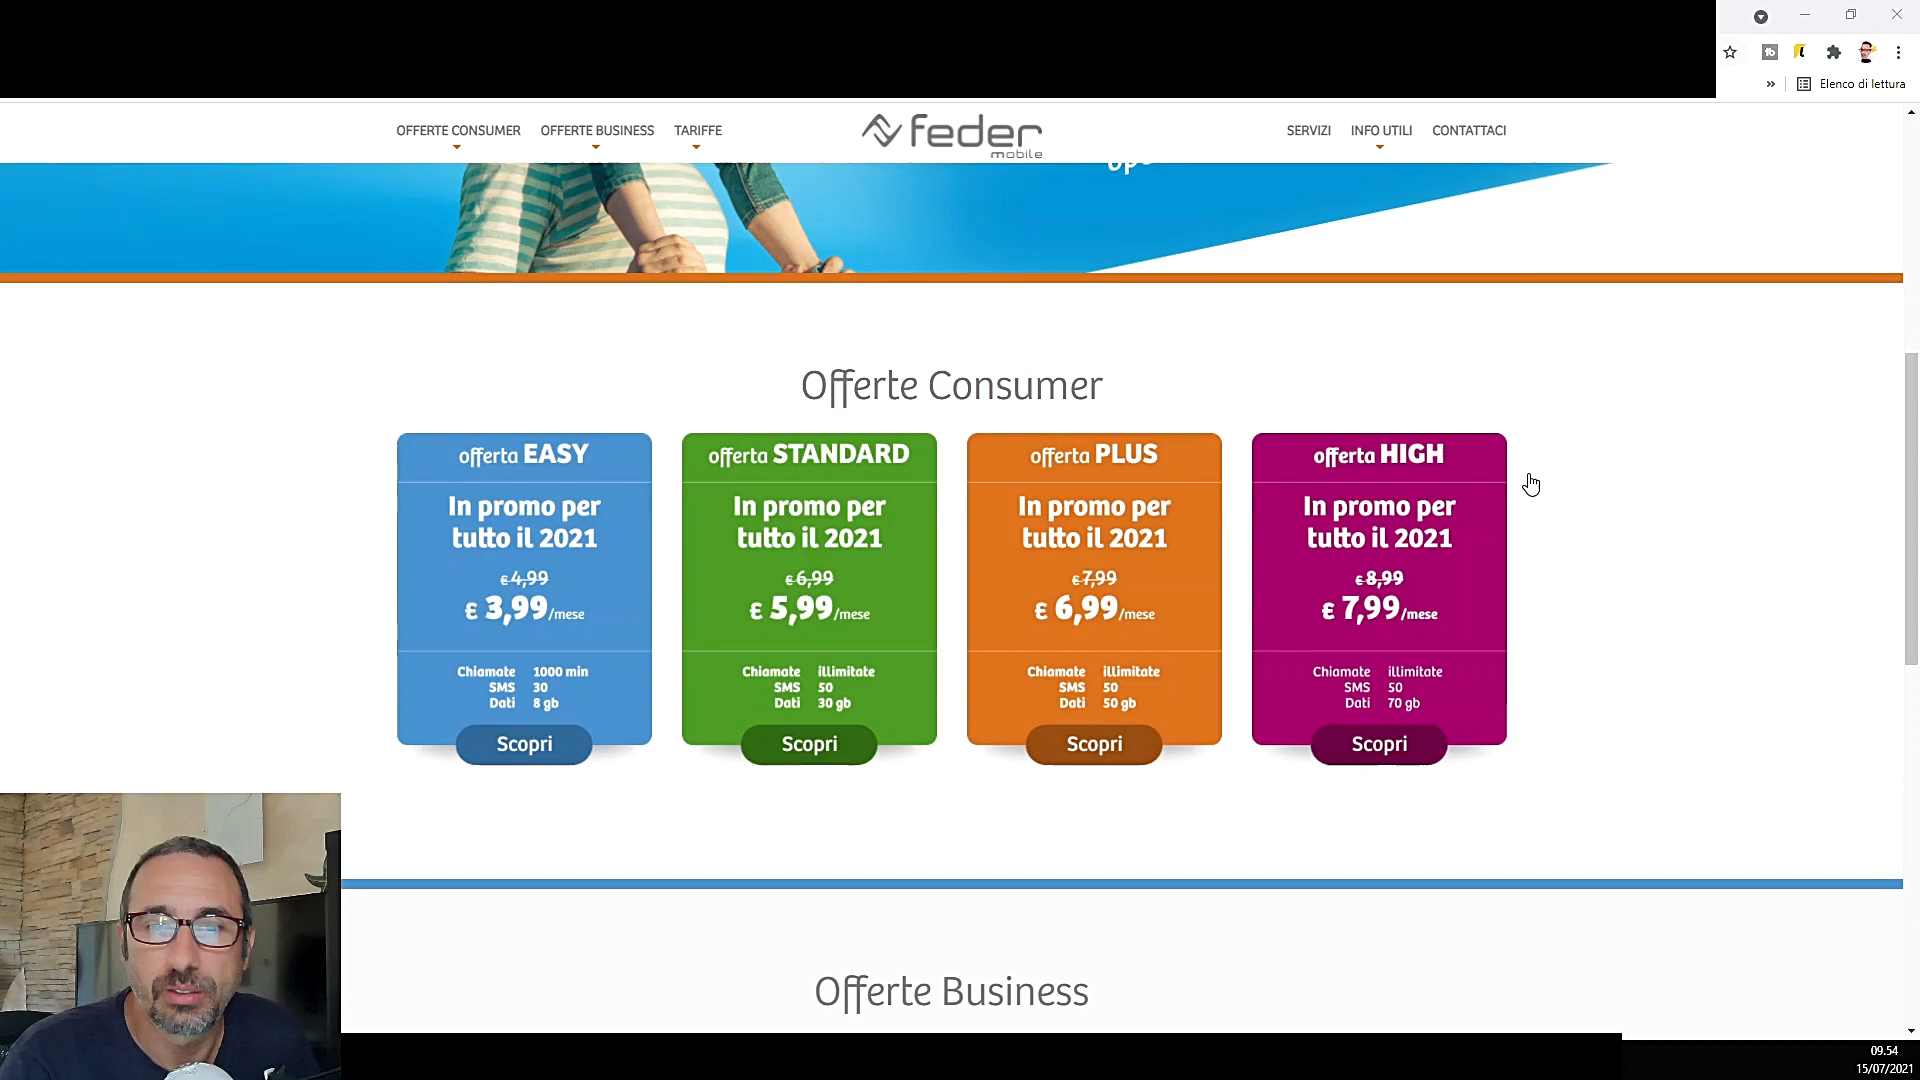 Elenco di lettura
OFFERTE CONSUMER OFFERTE BUSINESS TARIFFE
feder
mobile
SERVIZI INFO UTILI CONTATTACI
Offerte Consumer
offerta EASY
In promo per
tutto il 2021
€ 4,99
€ 3,99/mese
Chiamate 1000 min
SMS 30
Dati 8 gb
Scopri
offerta STANDARD
In promo per
tutto il 2021
€ 6,99
€ 5,99/mese
Chiamate illimitate
SMS 50
Dati 30 gb
Scopri
offerta PLUS
In promo per
tutto il 2021
€ 7,99
€ 6,99/mese
Chiamate illimitate
SMS 50
Dati 50 gb
Scopri
offerta HIGH
In promo per
tutto il 2021
€ 8,99
€ 7,99/mese
Chiamate illimitate
SMS 50
Dati 70 gb
Scopri
Offerte Business
09.54
15/07/2021